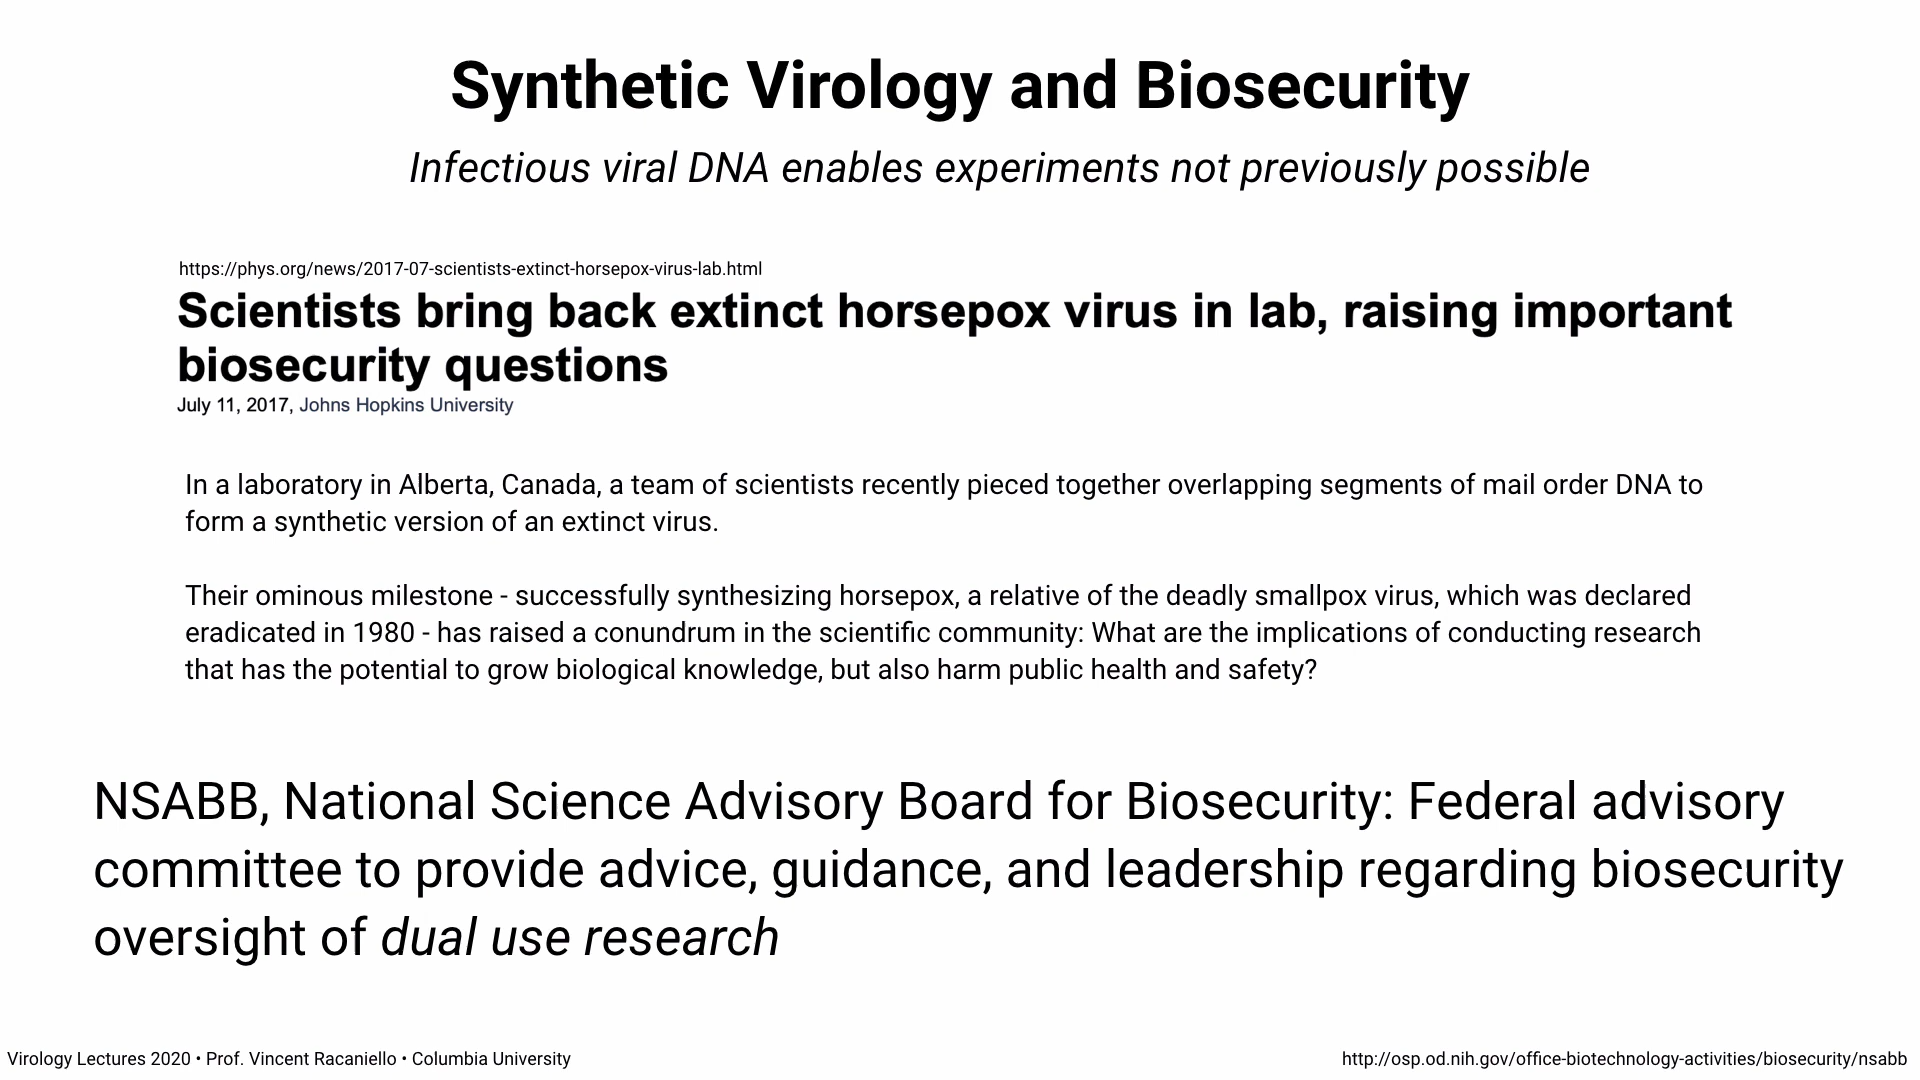 Synthetic Virology and Biosecurity
Infectious viral DNA enables experiments not previously possible
https://phys.org/news/2017-07-scientists-extinct-horsepox-virus-lab.html
Scientists bring back extinct horsepox virus in lab, raising important
biosecurity questions
July 11, 2017, Johns Hopkins University
In a laboratory in Alberta, Canada, a team of scientists recently pieced together overlapping segments of mail order DNA to
form a synthetic version of an extinct virus.
Their ominous milestone - successfully synthesizing horsepox, a relative of the deadly smallpox virus, which was declared
eradicated in 1980 - has raised a conundrum in the scientific community: What are the implications of conducting research
that has the potential to grow biological knowledge, but also harm public health and safety?
NSABB, National Science Advisory Board for Biosecurity: Federal advisory
committee to provide advice, guidance, and leadership regarding biosecurity
oversight of dual use research
Virology Lectures 2020 • Prof. Vincent Racaniello • Columbia University
http://osp.od.nih.gov/office-biotechnology-activities/biosecurity/nsabb